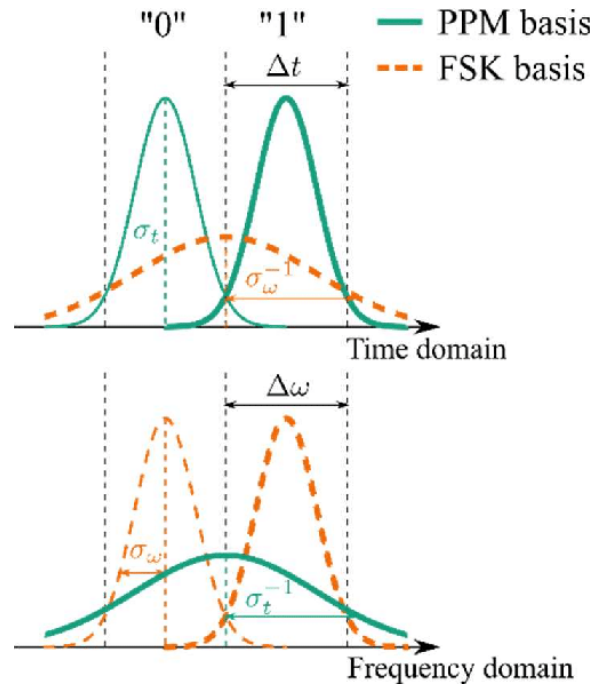 "0" "1" PPM basis
FSK basis
Δt
σ_t
σ_ω^{-1}
Time domain
Δω
σ_ω
σ_t^{-1}
Frequency domain